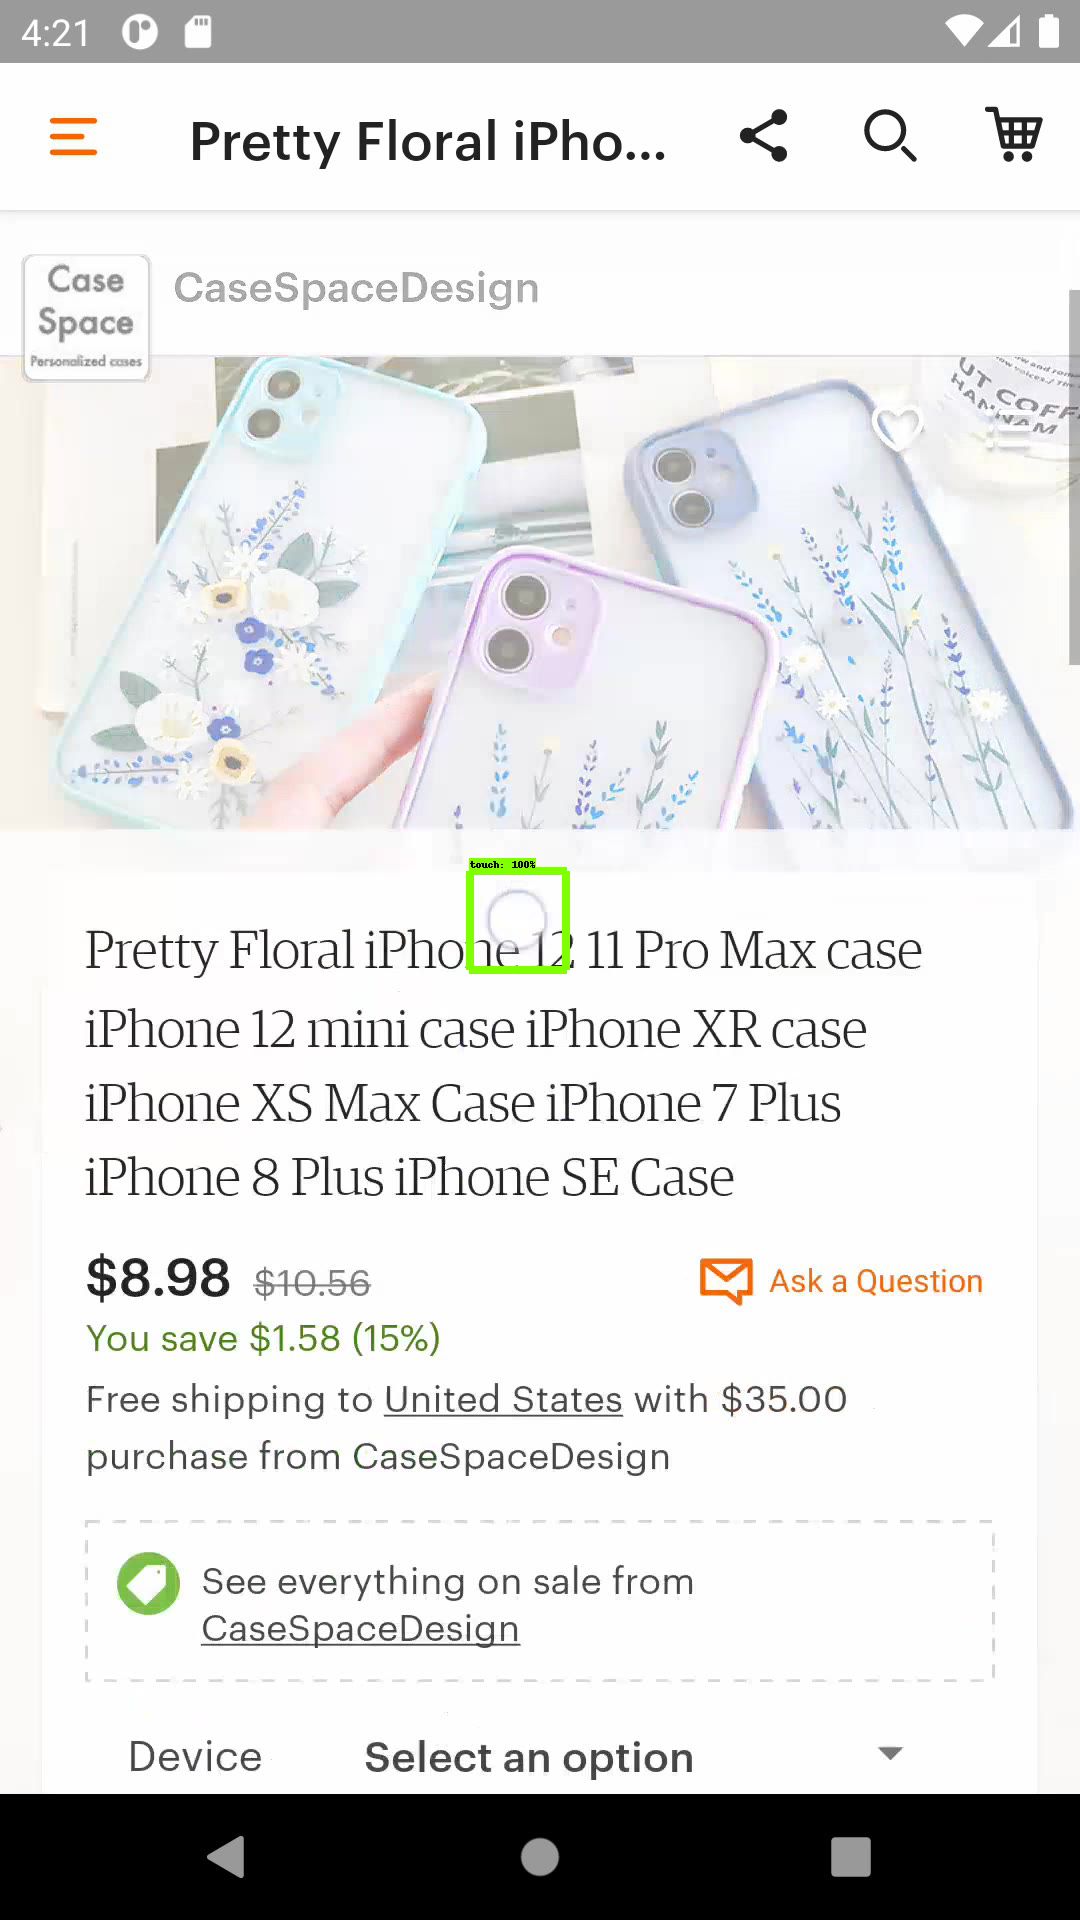 4:21
Pretty Floral iPho...
Case
Space
Personalized cases
CaseSpaceDesign
UT COFF
HANNAM
touch: 100%
Pretty Floral iPhone 12 11 Pro Max case
iPhone 12 mini case iPhone XR case
iPhone XS Max Case iPhone 7 Plus
iPhone 8 Plus iPhone SE Case
$8.98 $10.56
Ask a Question
You save $1.58 (15%)
Free shipping to United States with $35.00
purchase from CaseSpaceDesign
See everything on sale from
CaseSpaceDesign
Device Select an option